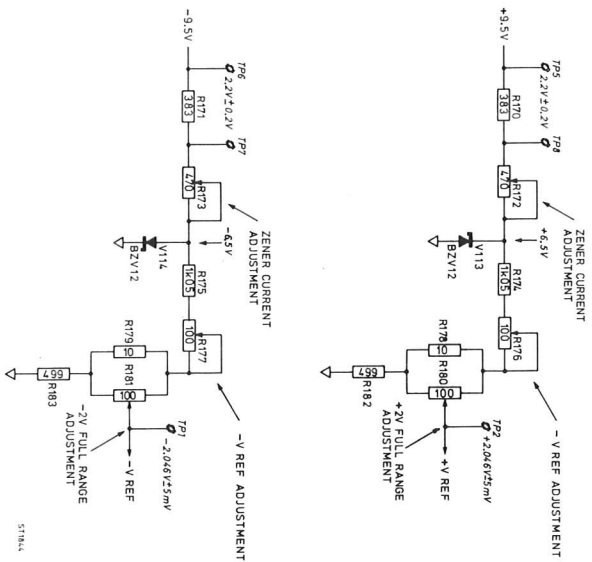 +9.5V
TP5
2.2V±0.2V
R170
383
TP8
R172
470
ZENER CURRENT
ADJUSTMENT
+6.5V
V113
BZV12
R174
1k05
R176
100
-V REF ADJUSTMENT
R178
10
R180
100
499
R182
TP2
+2.046V±5mV
+V REF
+2V FULL RANGE
ADJUSTMENT
-9.5V
TP6
2.2V±0.2V
R171
383
TP7
R173
470
ZENER CURRENT
ADJUSTMENT
-6.5V
V114
BZV12
R175
1k05
R177
100
-V REF ADJUSTMENT
R179
10
R181
100
499
R183
TP1
-2.046V±5mV
-V REF
-2V FULL RANGE
ADJUSTMENT
ST1844